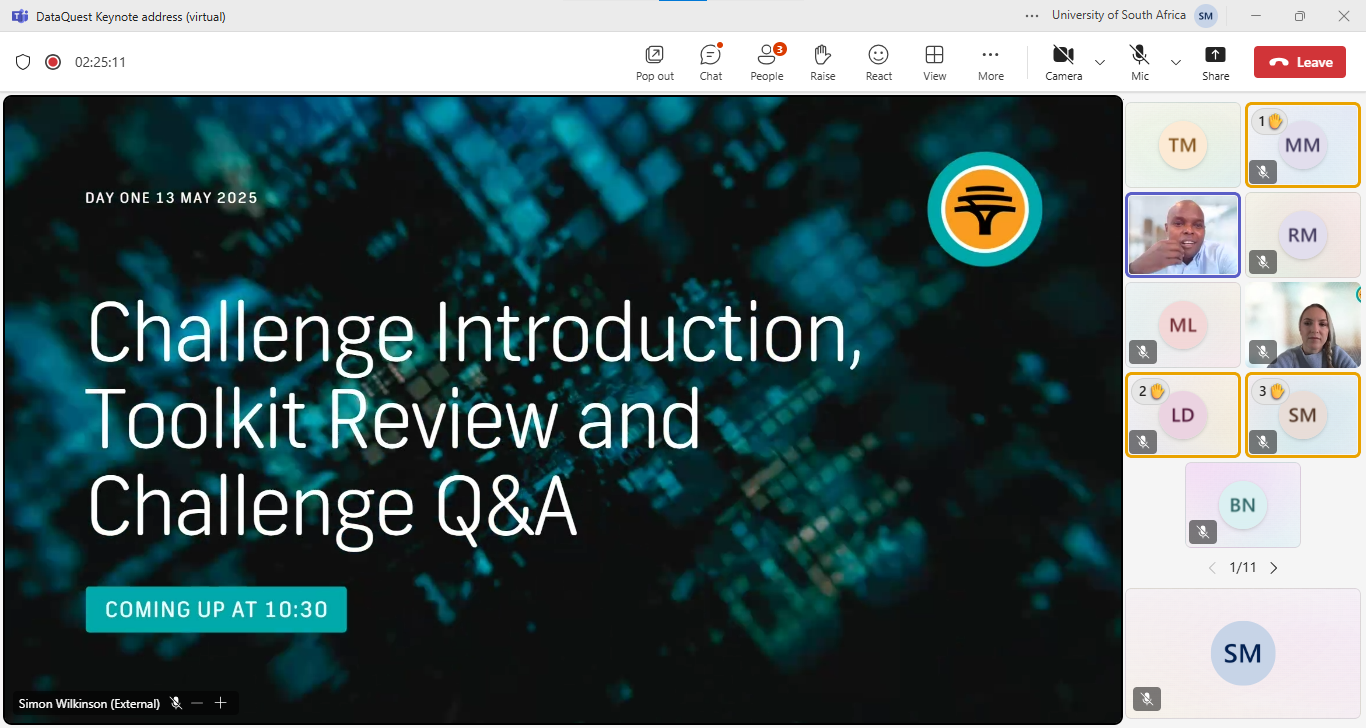 DataQuest Keynote address (virtual)
University of South Africa
SM
02:25:11
Pop out
Chat
3
People
Raise
React
View
More
Camera
Mic
Share
Leave
DAY ONE 13 MAY 2025
Challenge Introduction,
Toolkit Review and
Challenge Q&A
COMING UP AT 10:30
Simon Wilkinson (External)
TM
1
MM
RM
ML
2
LD
3
SM
BN
1/11
SM